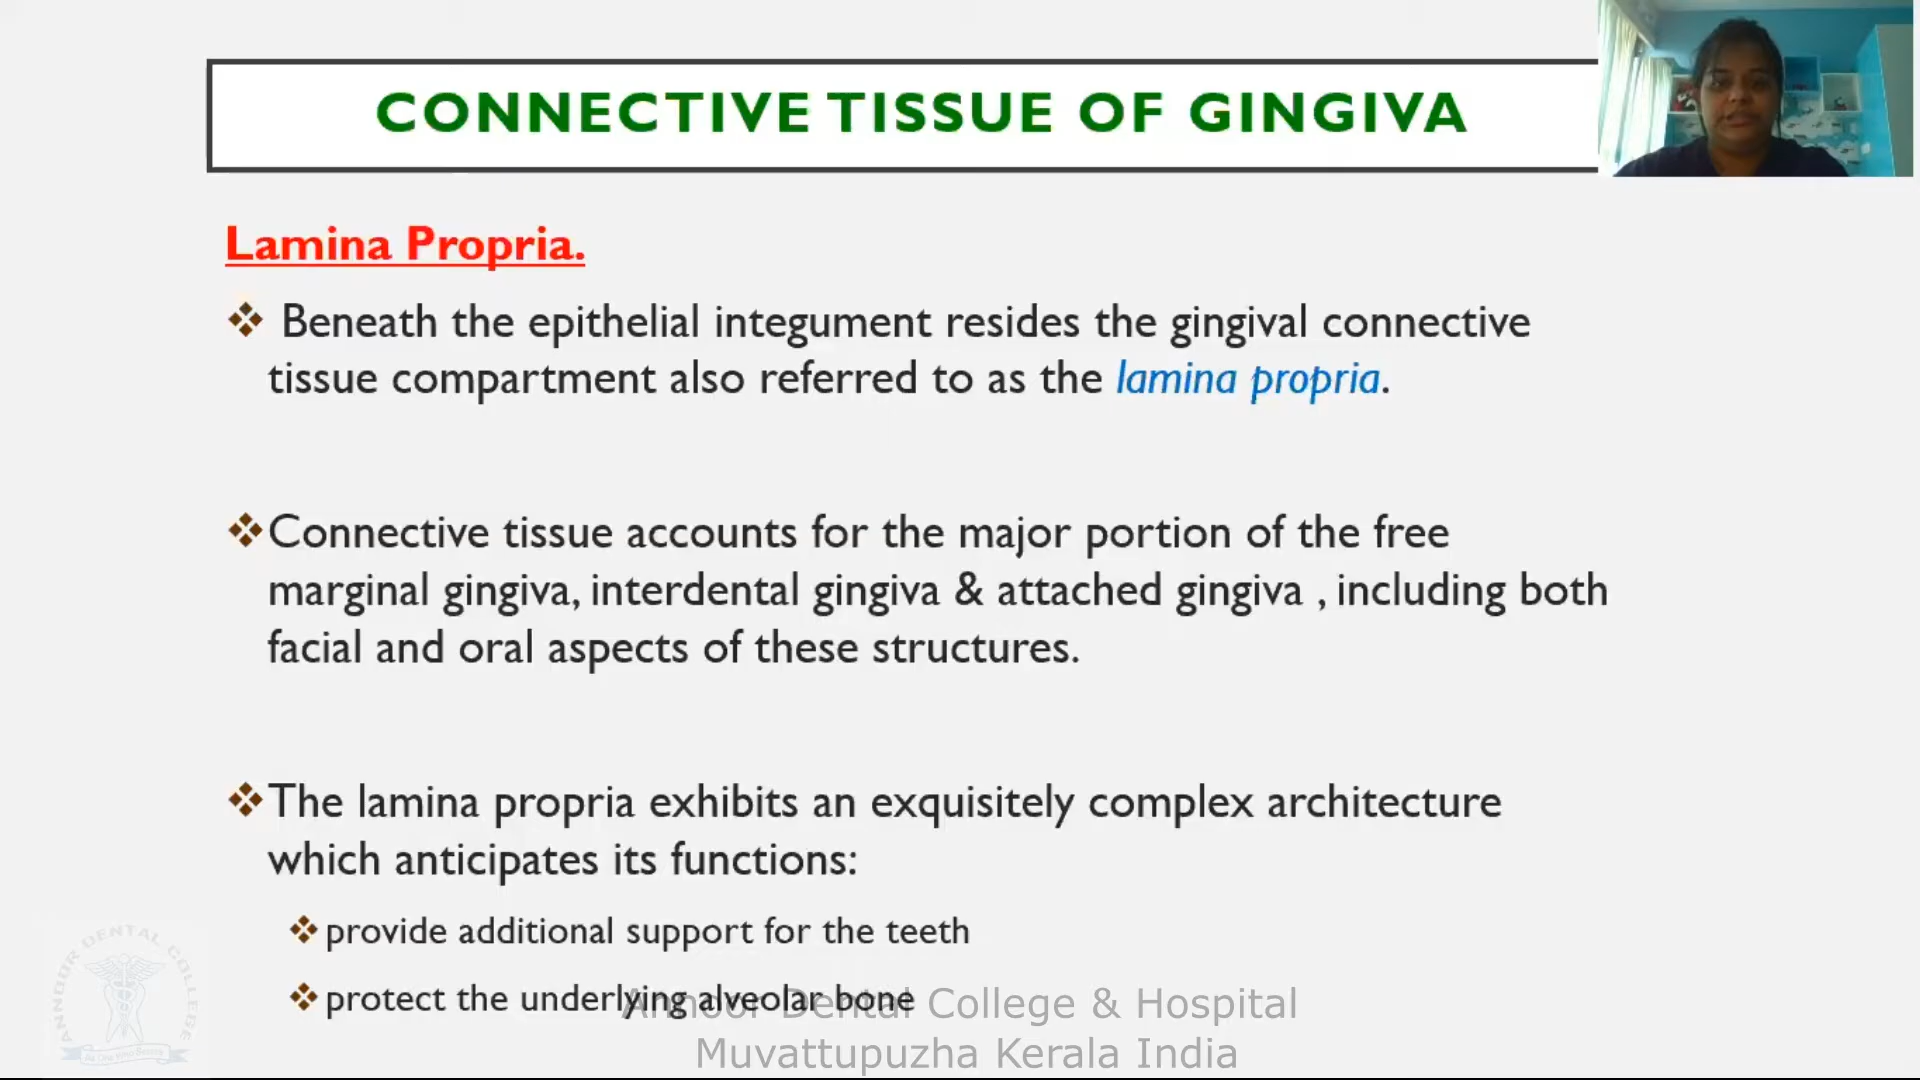 CONNECTIVE TISSUE OF GINGIVA
Lamina Propria.
Beneath the epithelial integument resides the gingival connective
tissue compartment also referred to as the lamina propria.
Connective tissue accounts for the major portion of the free
marginal gingiva, interdental gingiva & attached gingiva , including both
facial and oral aspects of these structures.
The lamina propria exhibits an exquisitely complex architecture
which anticipates its functions:
provide additional support for the teeth
protect the underlying alveolar bone
Annoor Dental College & Hospital
Muvattupuzha Kerala India
ANNOOR DENTAL COLLEGE